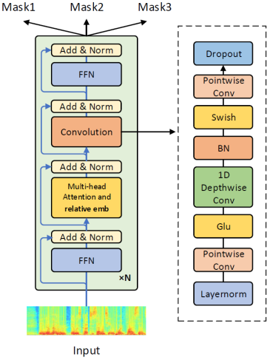 Mask1 Mask2 Mask3
Add & Norm
FFN
Add & Norm
Convolution
Add & Norm
Multi-head
Attention and
relative emb
Add & Norm
FFN
×N
Input
Dropout
Pointwise
Conv
Swish
BN
1D
Depthwise
Conv
Glu
Pointwise
Conv
Layernorm